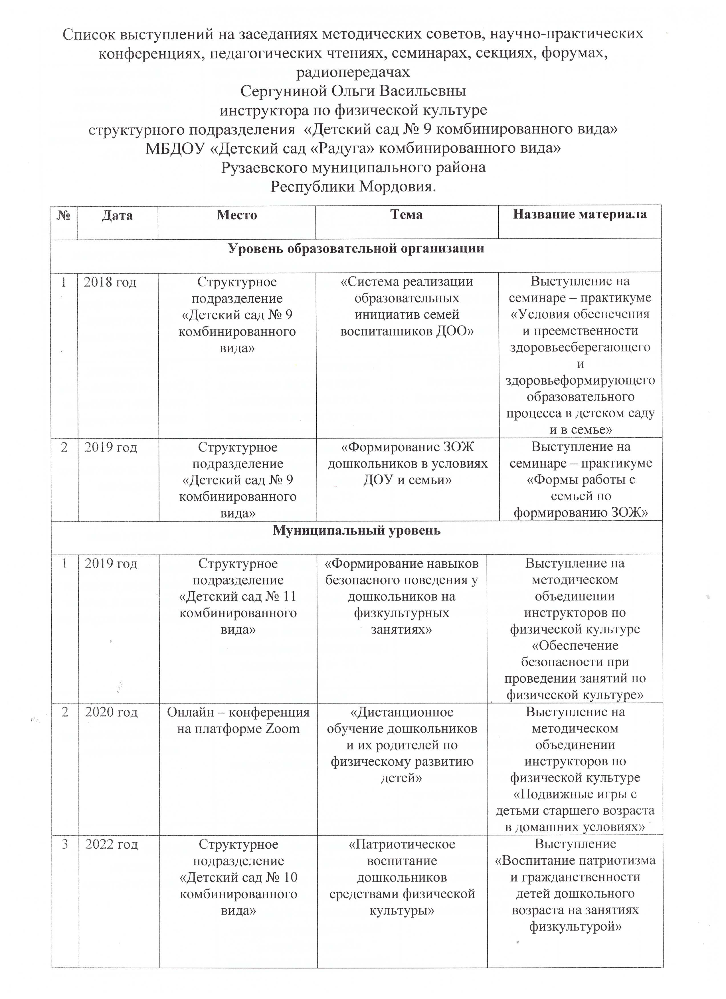 Список выступлений на заседаниях методических советов, научно-практических
конференциях, педагогических чтениях, семинарах, секциях, форумах,
радиопередачах
Сергуниной Ольги Васильевны
инструктора по физической культуре
структурного подразделения «Детский сад № 9 комбинированного вида»
МБДОУ «Детский сад «Радуга» комбинированного вида»
Рузаевского муниципального района
Республики Мордовия.
№ Дата Место Тема Название материала
Уровень образовательной организации
1
2018 год
Структурное
подразделение
«Детский сад № 9
комбинированного
вида»
«Система реализации
образовательных
инициатив семей
воспитанников ДОО»
Выступление на
семинаре – практикуме
«Условия обеспечения
и преемственности
здоровьесберегающего
и
здоровьеформирующего
образовательного
процесса в детском саду
и в семье»
2
2019 год
Структурное
подразделение
«Детский сад № 9
комбинированного
вида»
«Формирование ЗОЖ
дошкольников в условиях
ДОУ и семьи»
Выступление на
семинаре – практикуме
«Формы работы с
семьей по
формированию ЗОЖ»
Муниципальный уровень
1
2019 год
Структурное
подразделение
«Детский сад № 11
комбинированного
вида»
«Формирование навыков
безопасного поведения у
дошкольников на
физкультурных
занятиях»
Выступление на
методическом
объединении
инструкторов по
физической культуре
«Обеспечение
безопасности при
проведении занятий по
физической культуре»
2
2020 год
Онлайн – конференция
на платформе Zoom
«Дистанционное
обучение дошкольников
и их родителей по
физическому развитию
детей»
Выступление на
методическом
объединении
инструкторов по
физической культуре
«Подвижные игры с
детьми старшего возраста
в домашних условиях»
3
2022 год
Структурное
подразделение
«Детский сад № 10
комбинированного
вида»
«Патриотическое
воспитание
дошкольников
средствами физической
культуры»
Выступление
«Воспитание патриотизма
и гражданственности
детей дошкольного
возраста на занятиях
физкультурой»